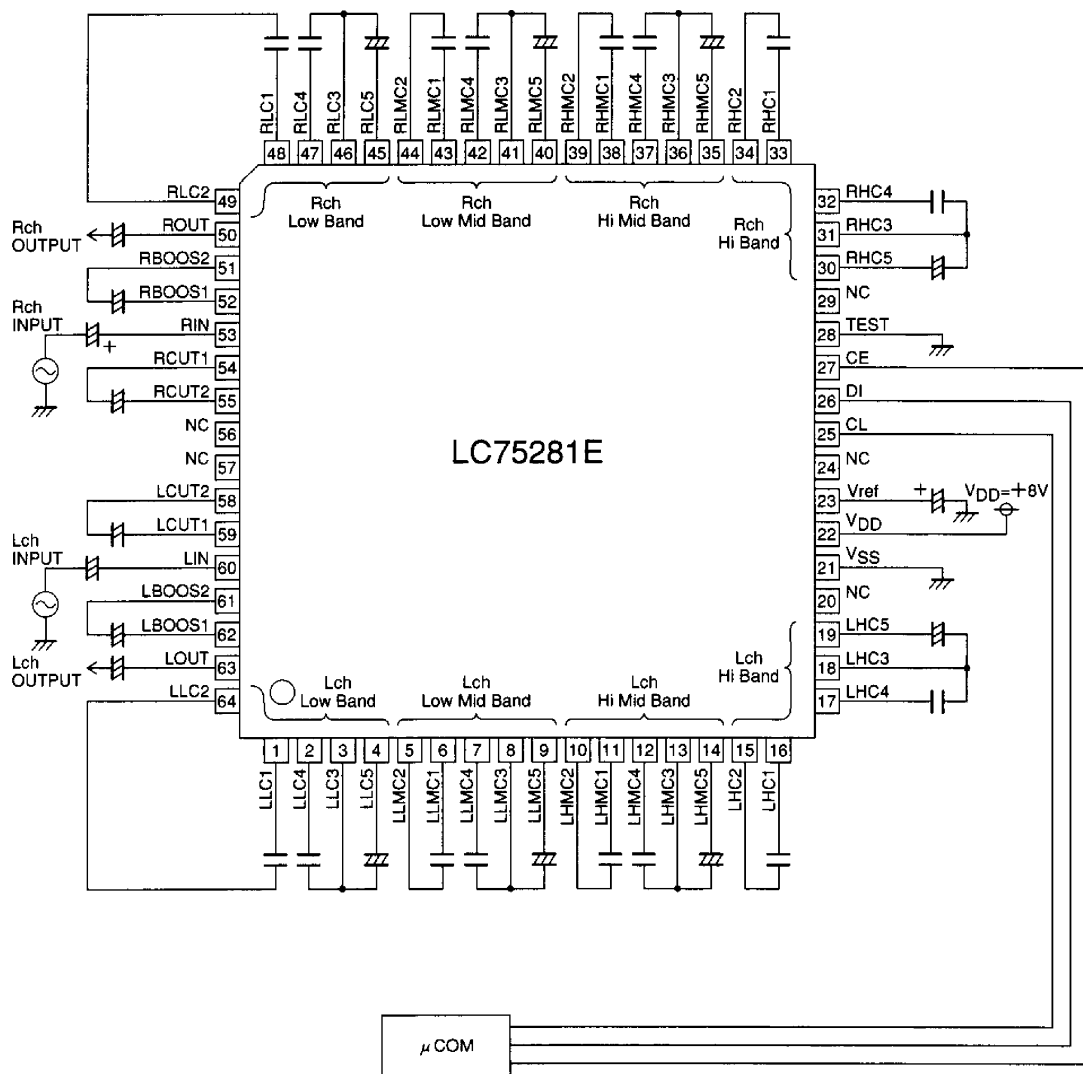 RLC1
RLC4
RLC3
RLC5
RLMC2
RLMC1
RLMC4
RLMC3
RLMC5
RHMC2
RHMC1
RHMC4
RHMC3
RHMC5
RHC2
RHC1
48 47 46 45 44 43 42 41 40 39 38 37 36 35 34 33
Rch
Low Band
Rch
Low Mid Band
Rch
Hi Mid Band
Rch
Hi Band
RLC2 49
Rch
OUTPUT
ROUT 50
RBOOS2 51
RBOOS1 52
Rch
INPUT
+
RIN 53
RCUT1 54
RCUT2 55
NC 56
NC 57
LCUT2 58
LCUT1 59
Lch
INPUT
LIN 60
LBOOS2 61
LBOOS1 62
Lch
OUTPUT
LOUT 63
LLC2 64
LC75281E
32 RHC4
31 RHC3
30 RHC5
29 NC
28 TEST
27 CE
26 DI
25 CL
24 NC
23 Vref +
VDD=+8V
22 VDD
21 VSS
20 NC
19 LHC5
18 LHC3
17 LHC4
Lch
Low Band
Lch
Low Mid Band
Lch
Hi Mid Band
Lch
Hi Band
1 2 3 4 5 6 7 8 9 10 11 12 13 14 15 16
LLC1
LLC4
LLC3
LLC5
LLMC2
LLMC1
LLMC4
LLMC3
LLMC5
LHMC2
LHMC1
LHMC4
LHMC3
LHMC5
LHC2
LHC1
μCOM